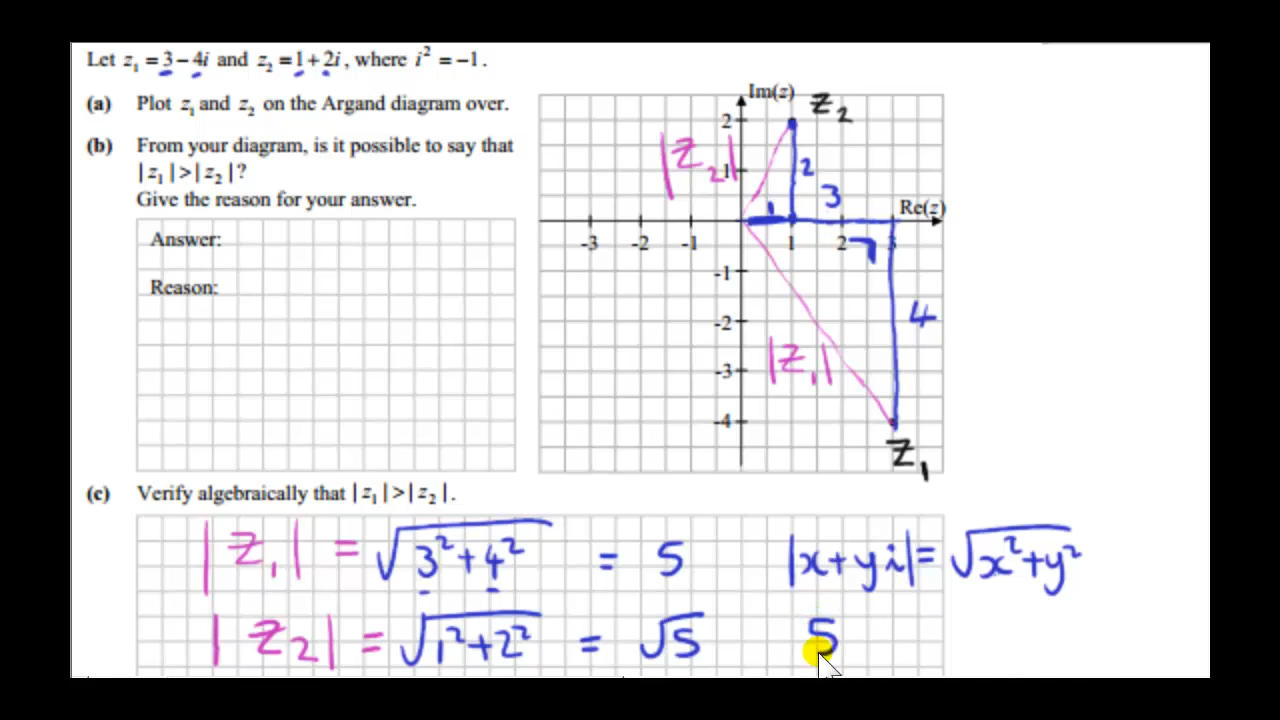 Let z₁ = 3 − 4i and z₂ = 1 + 2i, where i² = −1.
(a) Plot z₁ and z₂ on the Argand diagram over.
(b) From your diagram, is it possible to say that
|z₁| > |z₂|?
Give the reason for your answer.
Answer:
Reason:
Im(z)
z₂
2
|z₂|
1
2
3
1
Re(z)
-3 -2 -1 1 2 3
-1
-2
-3
-4
4
|z₁|
z₁
(c) Verify algebraically that |z₁| > |z₂|.
|z₁| = √(3² + 4²) = 5 |x + yi| = √(x² + y²)
|z₂| = √(1² + 2²) = √5 5